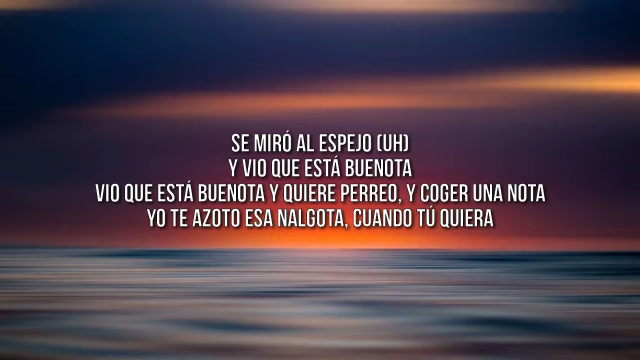 SE MIRÓ AL ESPEJO (UH)
Y VIO QUE ESTÁ BUENOTA
VIO QUE ESTÁ BUENOTA Y QUIERE PERREO, Y COGER UNA NOTA
YO TE AZOTO ESA NALGOTA, CUANDO TÚ QUIERA